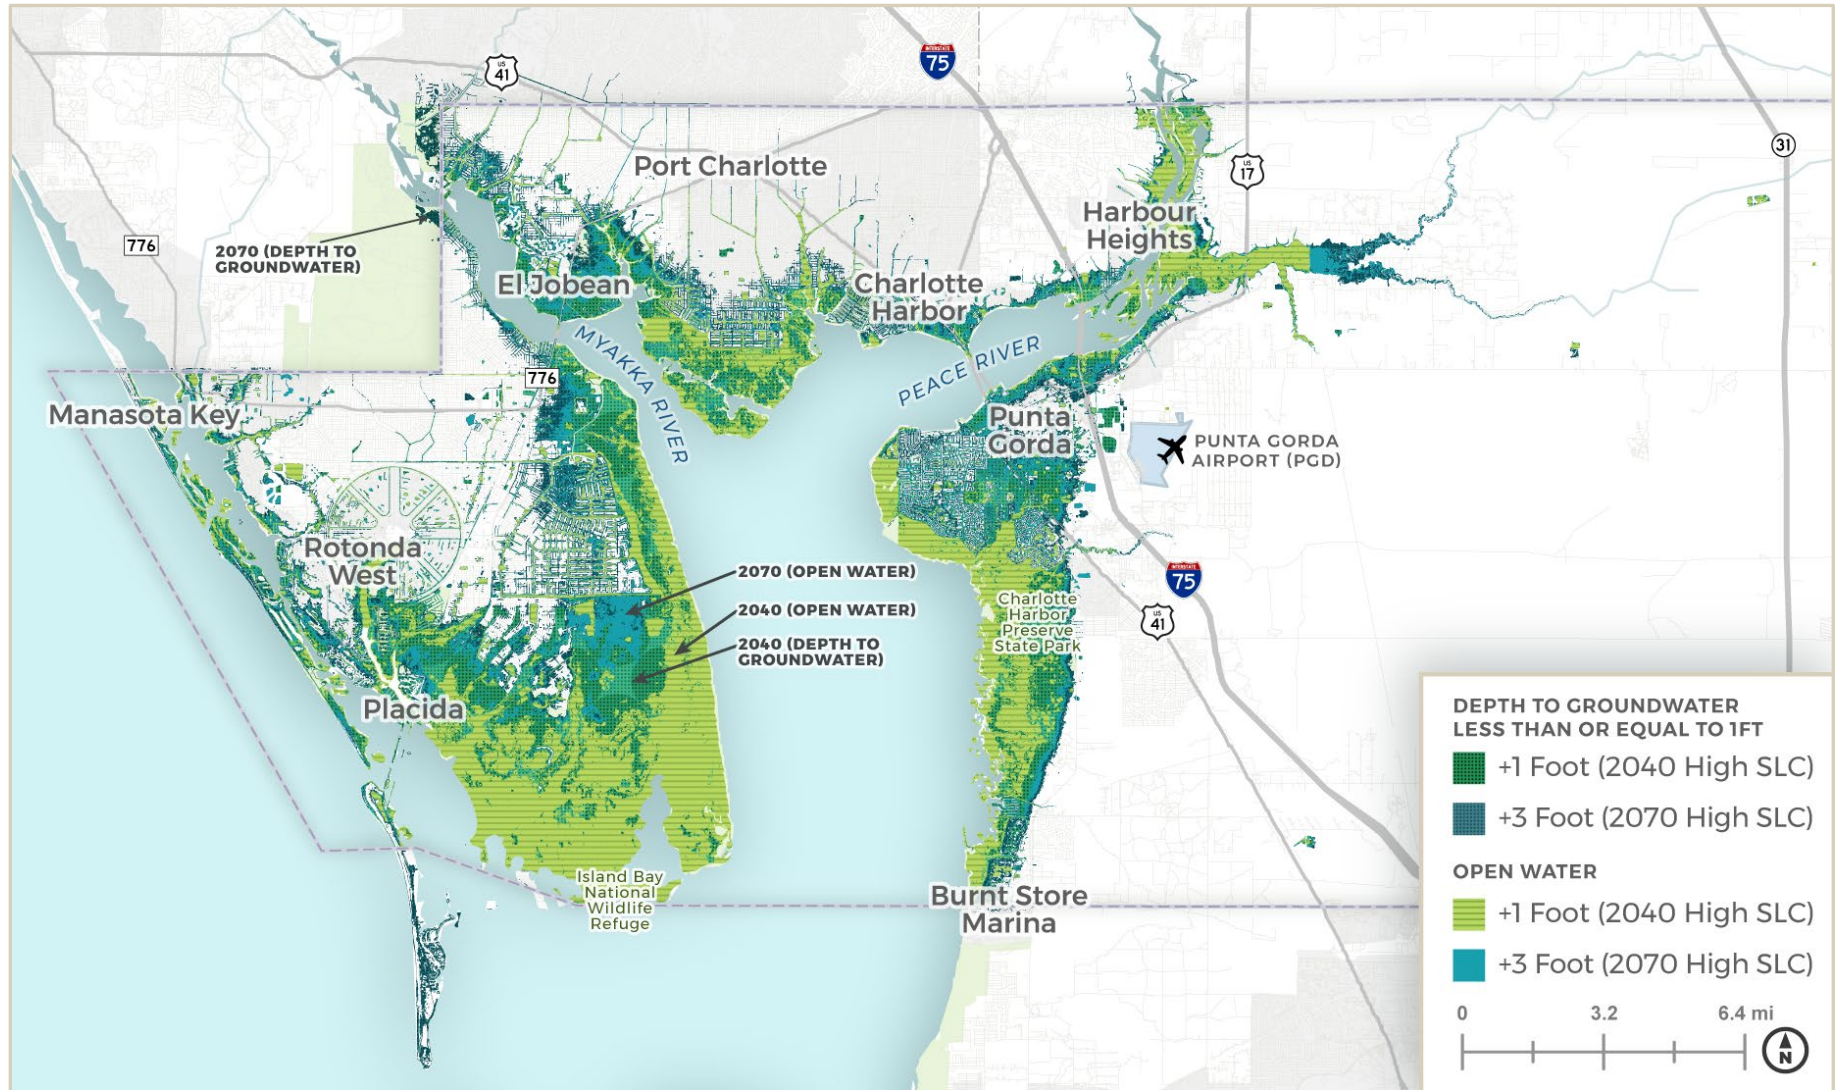 US
41
INTERSTATE
75
31
Port Charlotte
US
17
Harbour
Heights
776
2070 (DEPTH TO
GROUNDWATER)
El Jobean
Charlotte
Harbor
MYAKKA RIVER
PEACE RIVER
776
Manasota Key
Punta
Gorda
PUNTA GORDA
AIRPORT (PGD)
Rotonda
West
2070 (OPEN WATER)
INTERSTATE
75
2040 (OPEN WATER)
Charlotte
Harbor
Preserve
State Park
US
41
2040 (DEPTH TO
GROUNDWATER)
Placida
Island Bay
National
Wildlife
Refuge
Burnt Store
Marina
DEPTH TO GROUNDWATER
LESS THAN OR EQUAL TO 1FT
+1 Foot (2040 High SLC)
+3 Foot (2070 High SLC)
OPEN WATER
+1 Foot (2040 High SLC)
+3 Foot (2070 High SLC)
0 3.2 6.4 mi
N